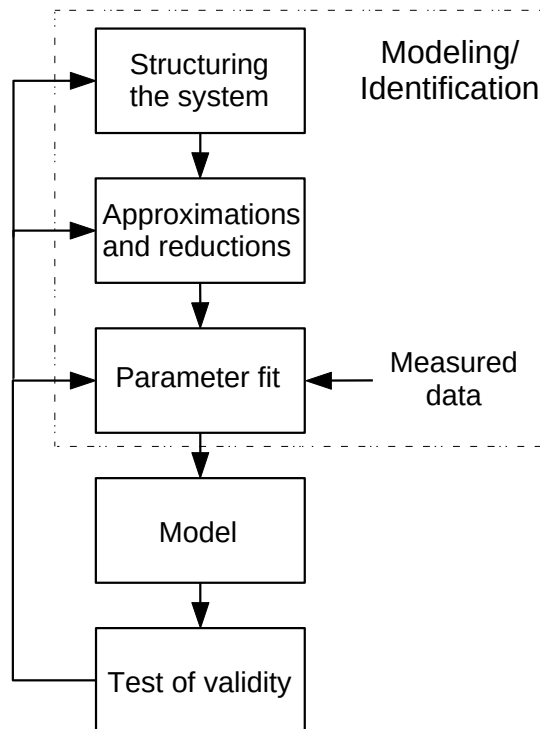 Modeling/
Identification
Structuring
the system
Approximations
and reductions
Parameter fit
Measured
data
Model
Test of validity